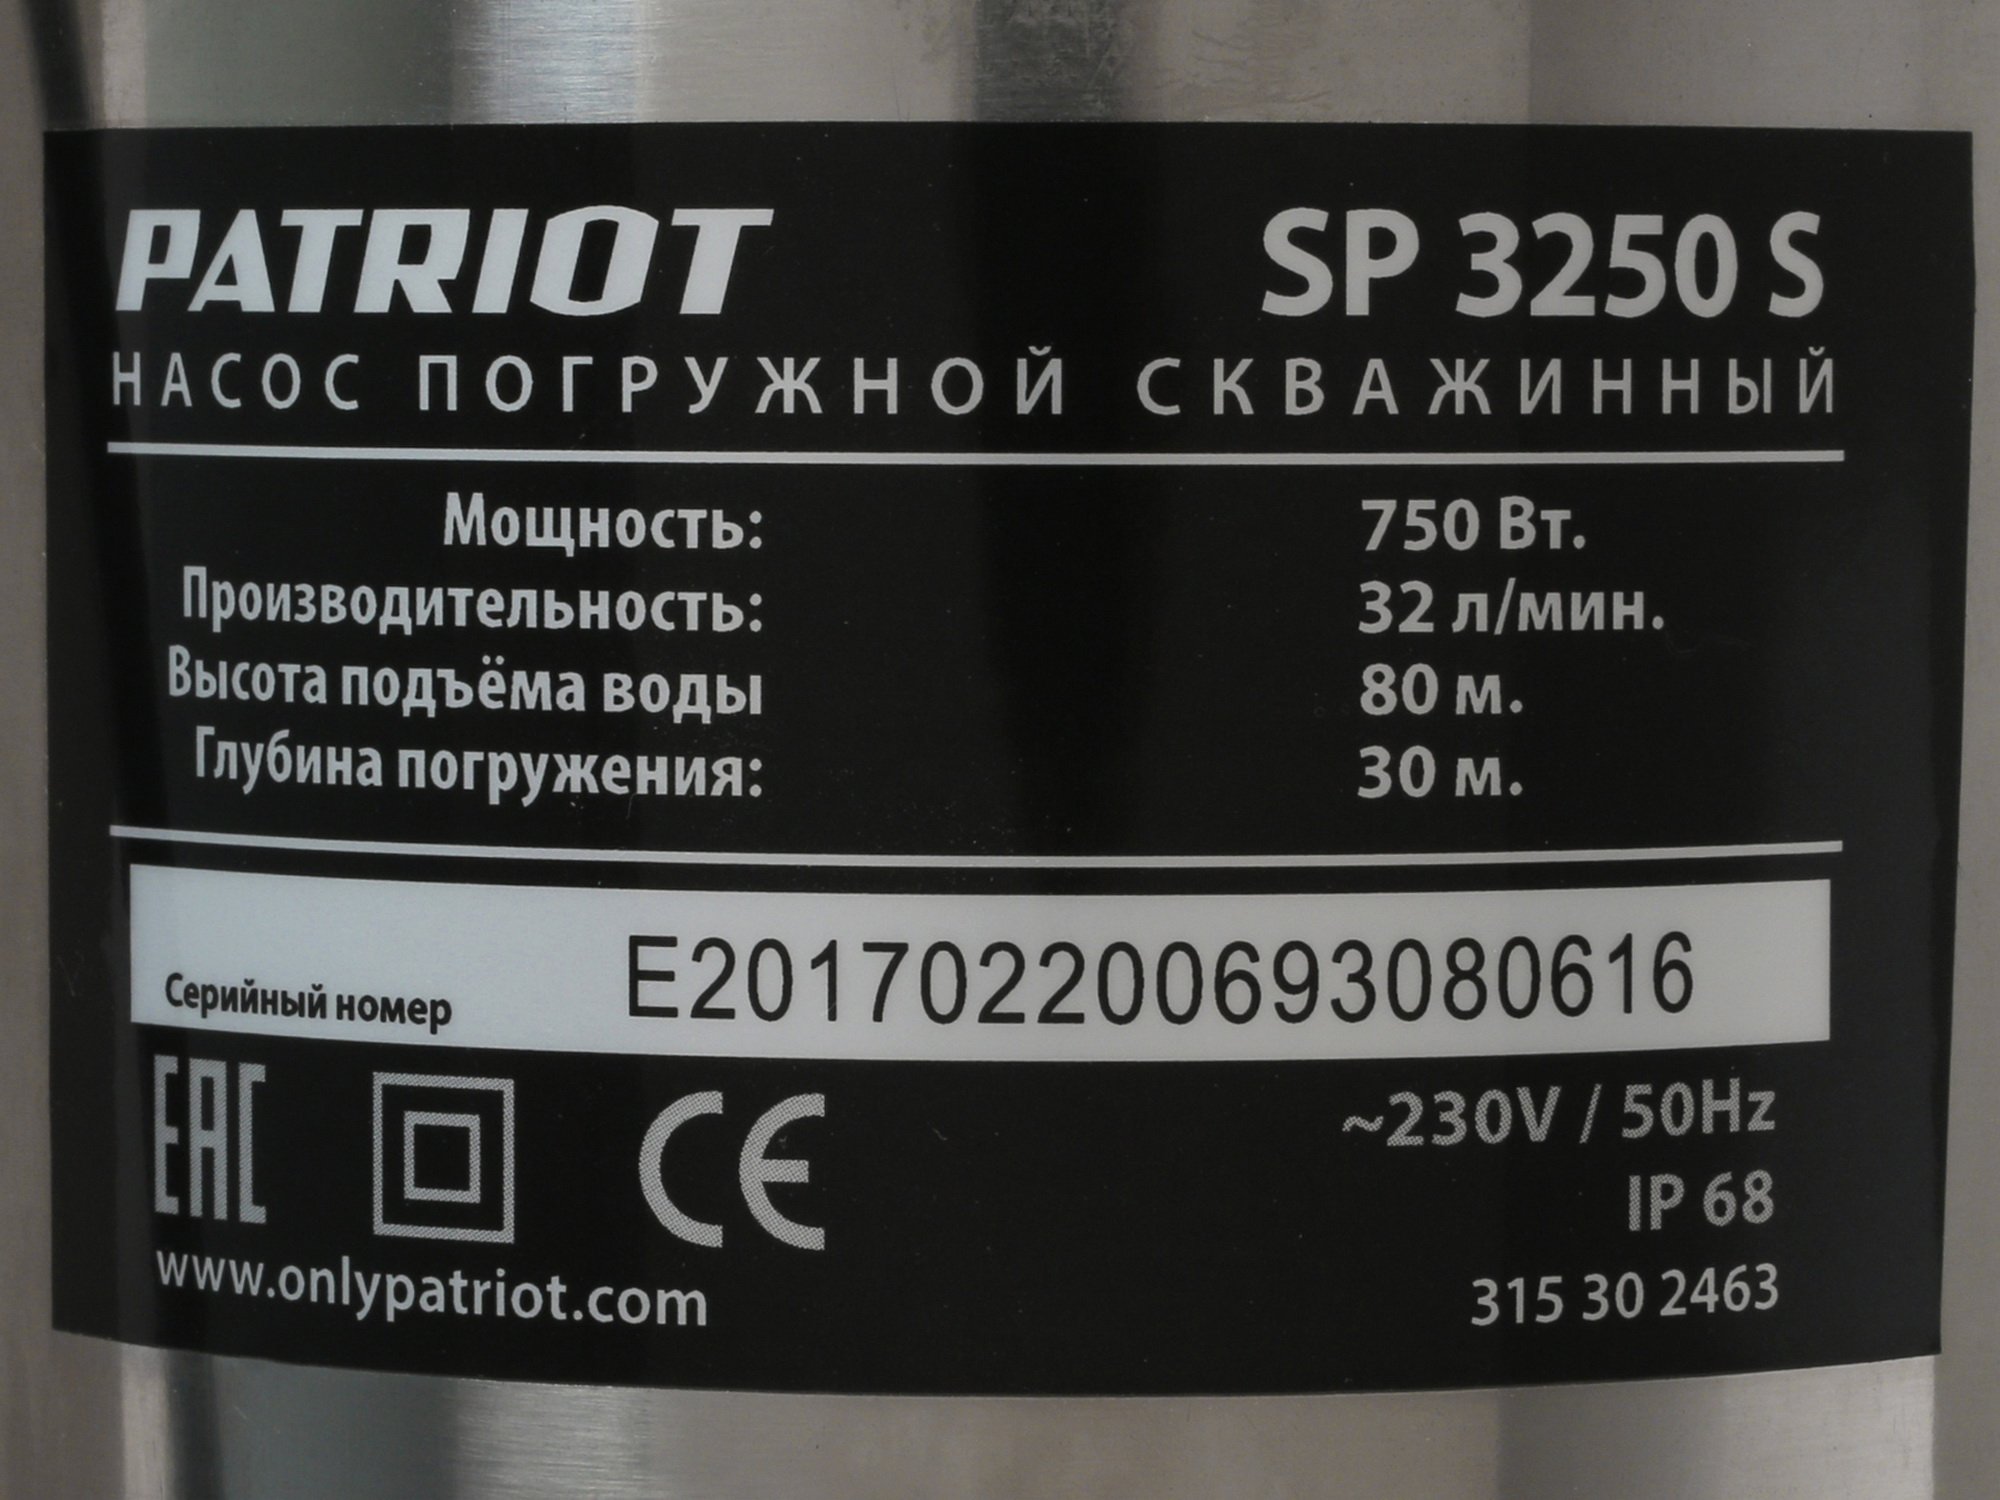 PATRIOT SP 3250 S
НАСОС ПОГРУЖНОЙ СКВАЖИННЫЙ
Мощность: 750 Вт.
Производительность: 32 л/мин.
Высота подъёма воды 80 м.
Глубина погружения: 30 м.
Серийный номер E201702200693080616
EAC CE ~230V / 50Hz
IP 68
www.onlypatriot.com 315 30 2463